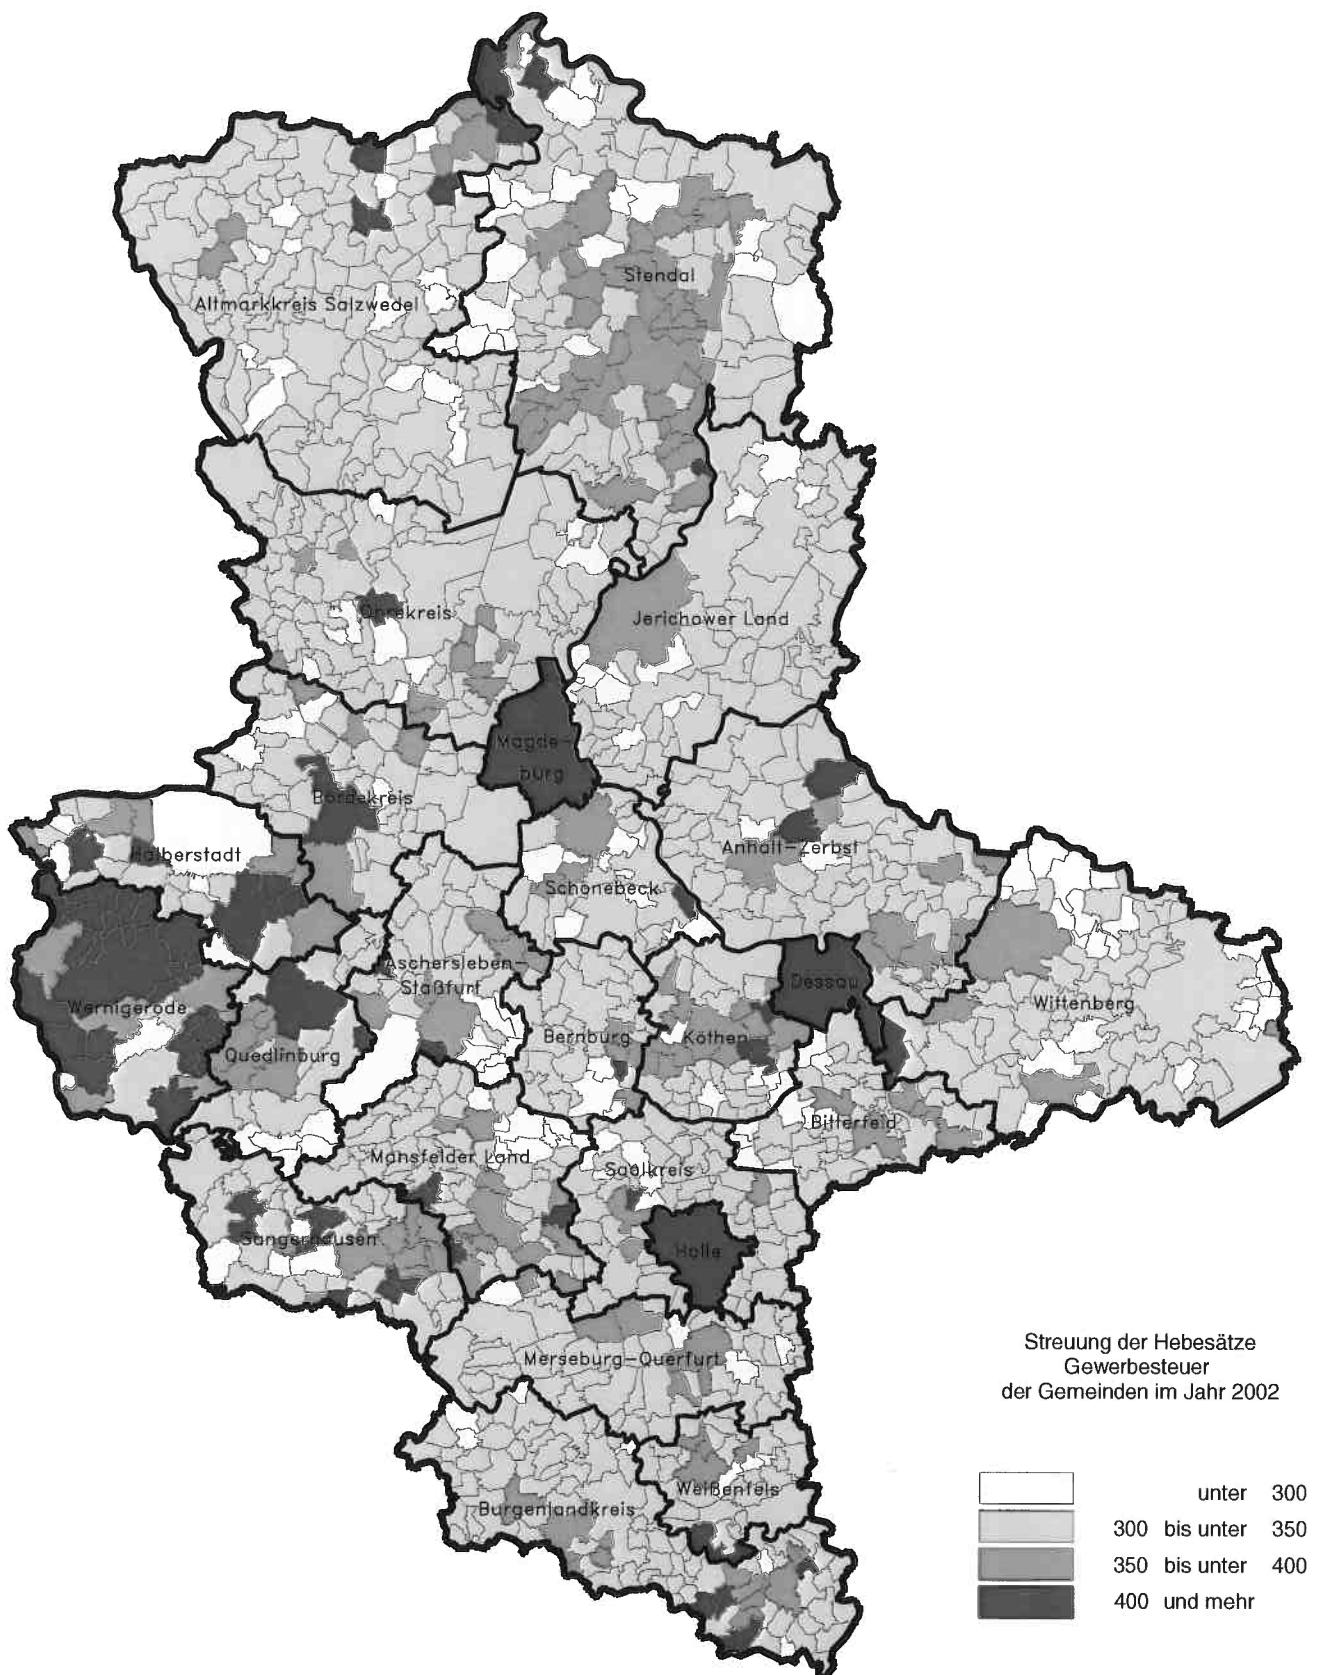 Stendal
Altmarkkreis Salzwedel
Ohrekreis
Jerichower Land
Magde-
burg
Bördekreis
Halberstadt
Anhalt-Zerbst
Schönebeck
Aschersleben-
Staßfurt
Dessau
Wernigerode
Wittenberg
Quedlinburg
Bernburg
Köthen
Bitterfeld
Mansfelder Land
Saalkreis
Sangerhausen
Halle
Merseburg-Querfurt
Weißenfels
Burgenlandkreis
Streuung der Hebesätze
Gewerbesteuer
der Gemeinden im Jahr 2002
unter 300
300 bis unter 350
350 bis unter 400
400 und mehr